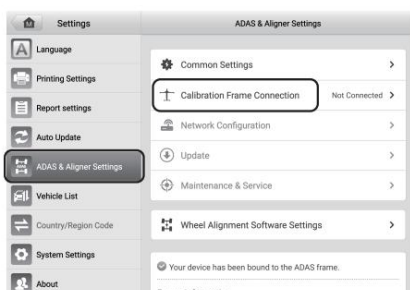 Settings
ADAS & Aligner Settings
Language
Printing Settings
Report settings
Auto Update
ADAS & Aligner Settings
Vehicle List
Country/Region Code
System Settings
About
Common Settings
Calibration Frame Connection Not Connected
Network Configuration
Update
Maintenance & Service
Wheel Alignment Software Settings
Your device has been bound to the ADAS frame.